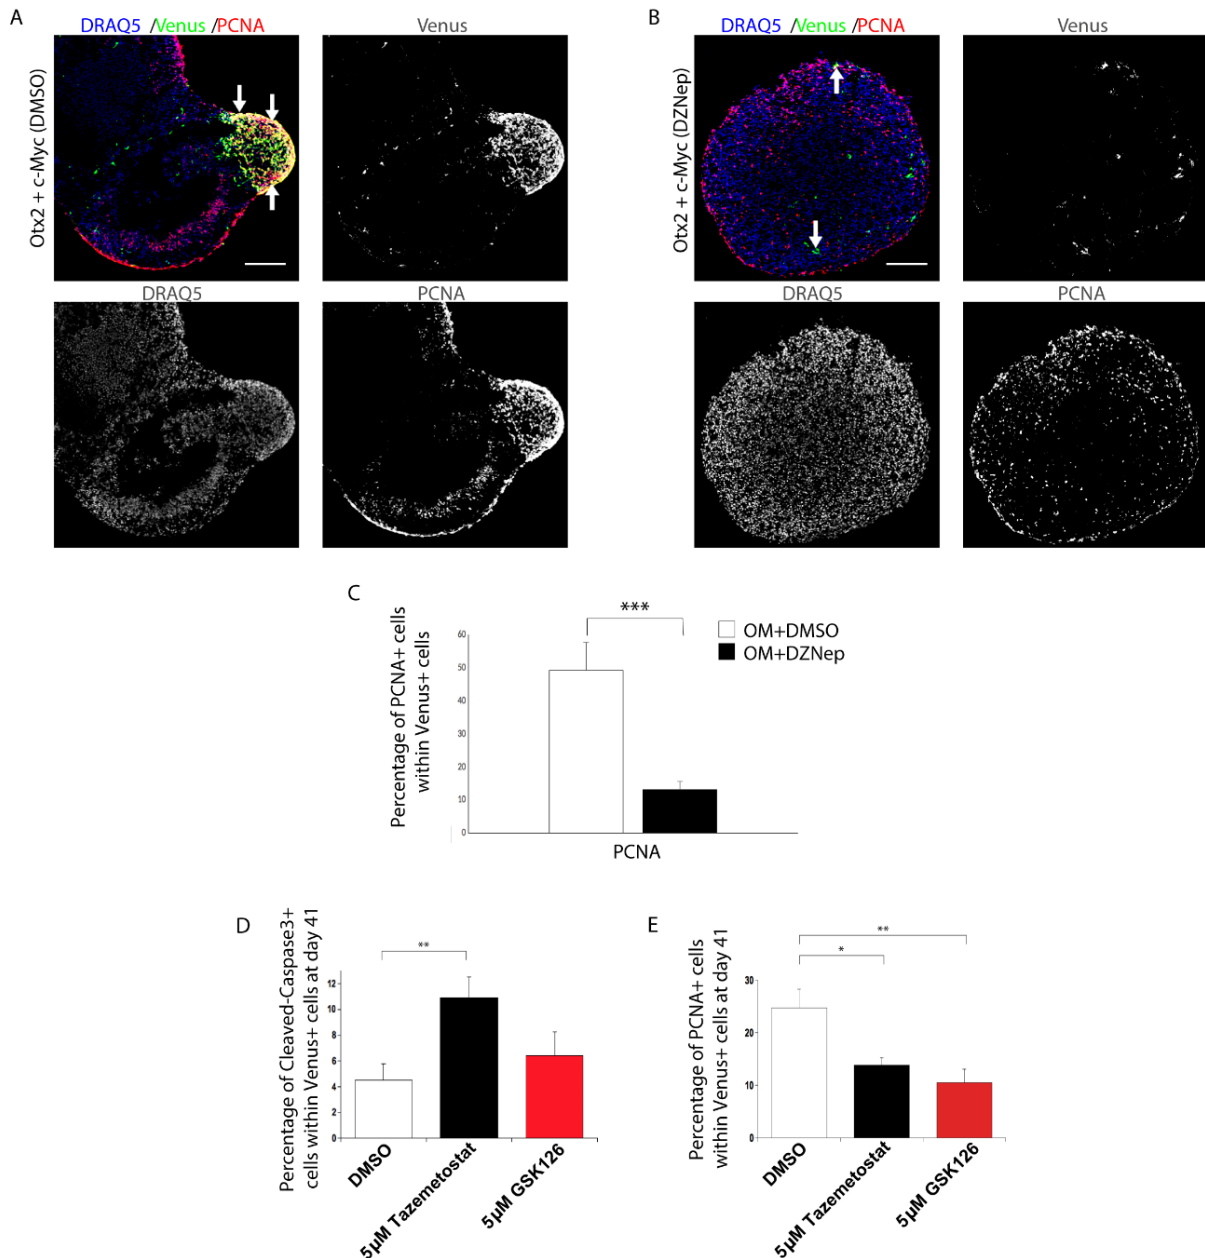 A
DRAQ5 /Venus /PCNA
Venus
Otx2 + c-Myc (DMSO)
DRAQ5
PCNA
B
DRAQ5 /Venus /PCNA
Venus
Otx2 + c-Myc (DZNep)
DRAQ5
PCNA
C
***
OM+DMSO
OM+DZNep
Percentage of PCNA+ cells
within Venus+ cells
60
50
40
30
20
10
0
PCNA
D
Percentage of Cleaved-Caspase3+
cells within Venus+ cells at day 41
**
12
10
8
6
4
2
0
DMSO
5µM Tazemetostat
5µM GSK126
E
Percentage of PCNA+ cells
within Venus+ cells at day 41
**
*
30
20
10
0
DMSO
5µM Tazemetostat
5µM GSK126